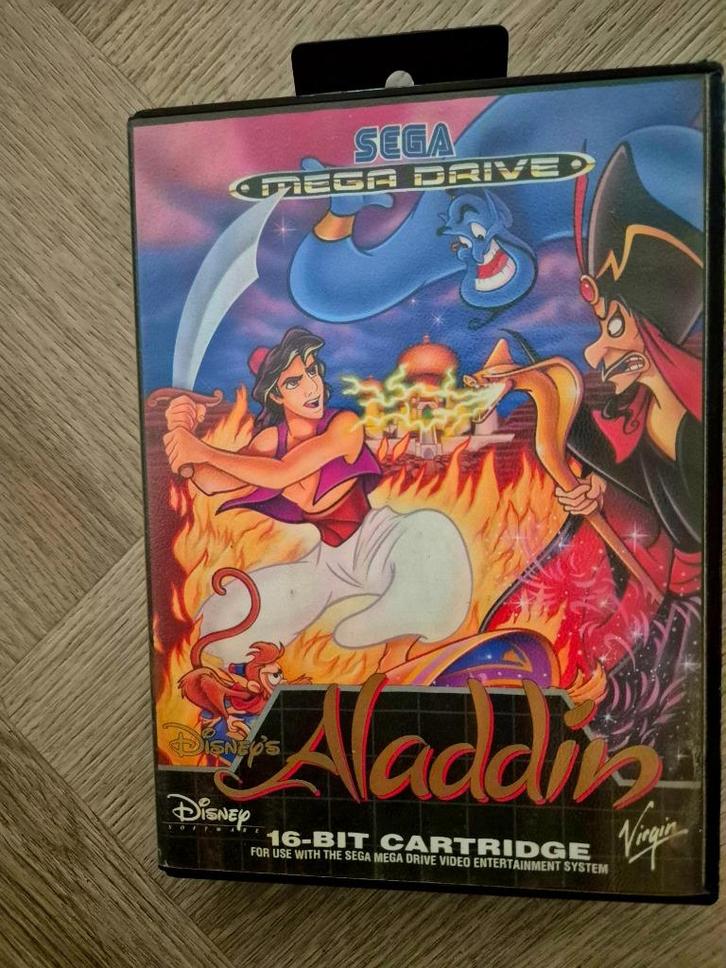 SEGA
MEGA DRIVE
Disney's Aladdin
Disney
SOFTWARE
16-BIT CARTRIDGE
Virgin
FOR USE WITH THE SEGA MEGA DRIVE VIDEO ENTERTAINMENT SYSTEM